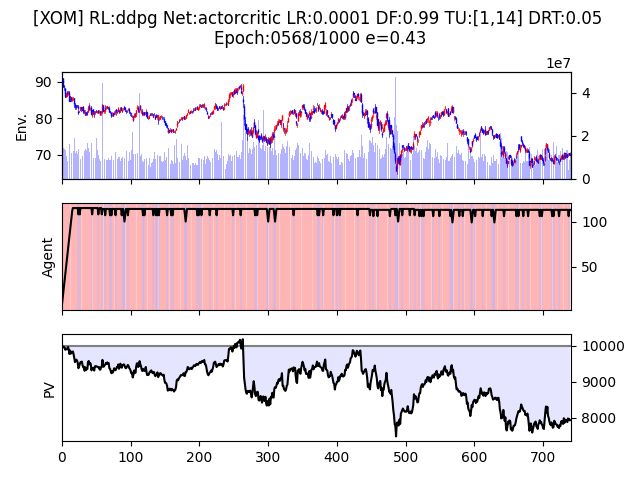 [XOM] RL:ddpg Net:actorcritic LR:0.0001 DF:0.99 TU:[1,14] DRT:0.05
Epoch:0568/1000 e=0.43
1e7
90
80
70
Env.
4
2
0
Agent
100
50
PV
10000
9000
8000
0 100 200 300 400 500 600 700